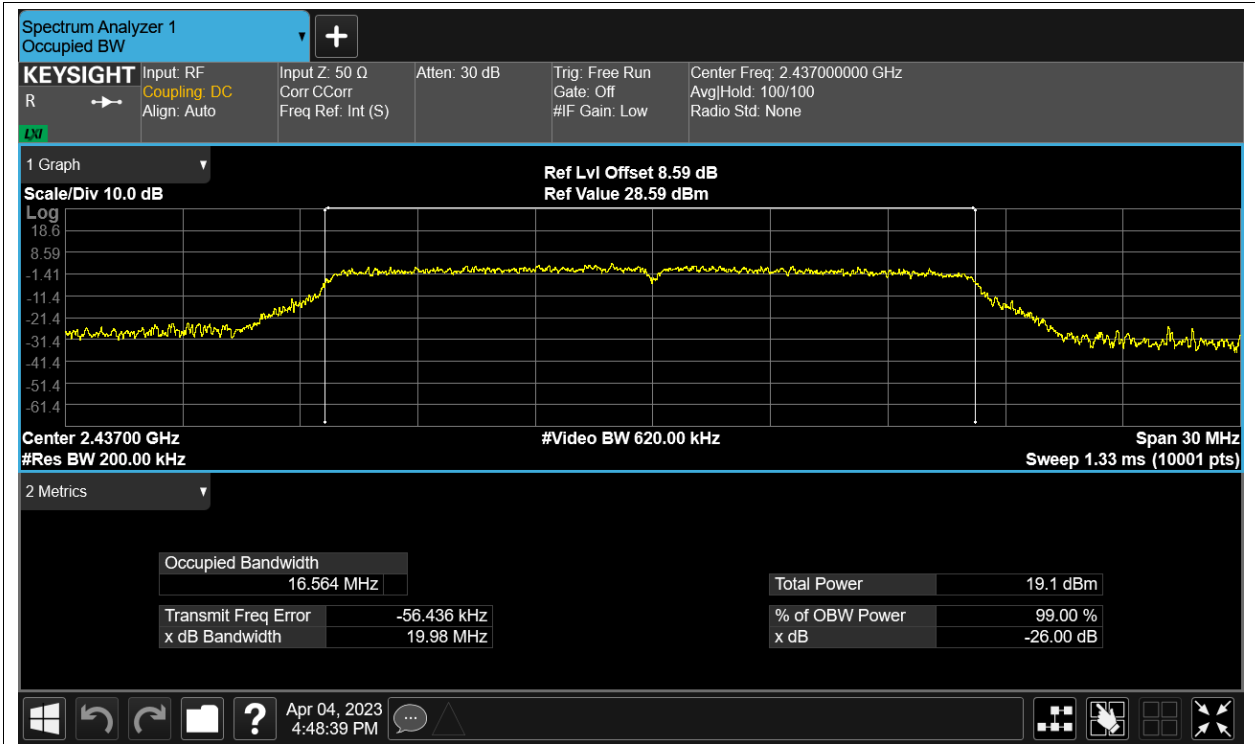 Spectrum Analyzer 1
Occupied BW
KEYSIGHT
R
LXI
Input: RF
Coupling: DC
Align: Auto
Input Z: 50 Ω
Corr CCorr
Freq Ref: Int (S)
Atten: 30 dB
Trig: Free Run
Gate: Off
#IF Gain: Low
Center Freq: 2.437000000 GHz
Avg|Hold: 100/100
Radio Std: None
1 Graph
Scale/Div 10.0 dB
Ref Lvl Offset 8.59 dB
Ref Value 28.59 dBm
Log
18.6
8.59
-1.41
-11.4
-21.4
-31.4
-41.4
-51.4
-61.4
Center 2.43700 GHz
#Res BW 200.00 kHz
#Video BW 620.00 kHz
Span 30 MHz
Sweep 1.33 ms (10001 pts)
2 Metrics
Occupied Bandwidth
16.564 MHz
Transmit Freq Error -56.436 kHz
x dB Bandwidth 19.98 MHz
Total Power 19.1 dBm
% of OBW Power 99.00 %
x dB -26.00 dB
?
Apr 04, 2023
4:48:39 PM